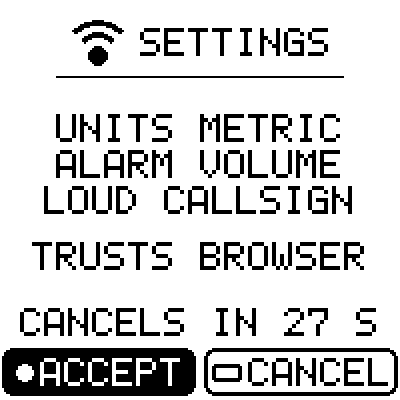 SETTINGS
UNITS METRIC
ALARM VOLUME
LOUD CALLSIGN
TRUSTS BROWSER
CANCELS IN 27 S
ACCEPT CANCEL